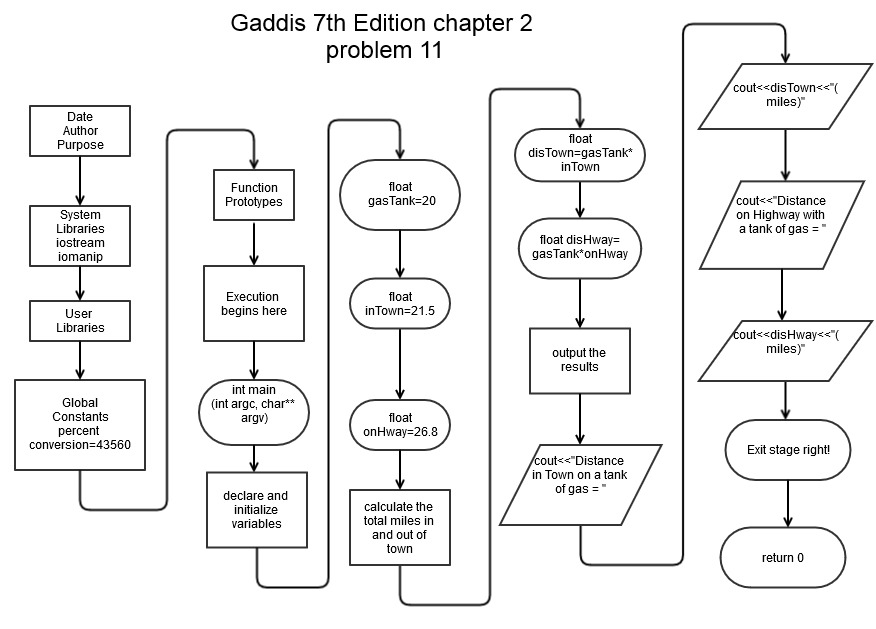 Gaddis 7th Edition chapter 2
problem 11
Date
Author
Purpose
System
Libraries
iostream
iomanip
User
Libraries
Global
Constants
percent
conversion=43560
Function
Prototypes
Execution
begins here
int main
(int argc, char**
argv)
declare and
initialize
variables
float
gasTank=20
float
inTown=21.5
float
onHway=26.8
calculate the
total miles in
and out of
town
float
disTown=gasTank*
inTown
float disHway=
gasTank*onHway
output the
results
cout<<"Distance
in Town on a tank
of gas = "
cout<<disTown<<"(
miles)"
cout<<"Distance
on Highway with
a tank of gas = "
cout<<disHway<<"(
miles)"
Exit stage right!
return 0